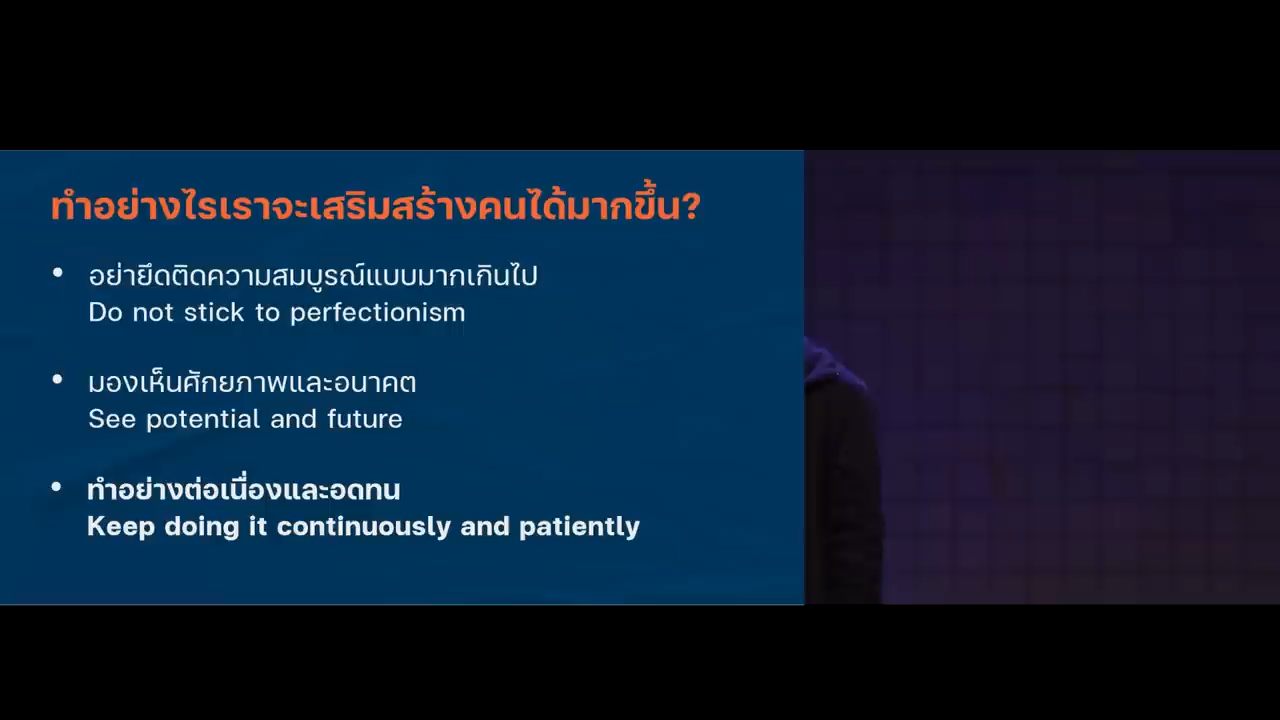 ทำอย่างไรเราจะเสริมสร้างคนได้มากขึ้น?
• อย่ายึดติดความสมบูรณ์แบบมากเกินไป
Do not stick to perfectionism
• มองเห็นศักยภาพและอนาคต
See potential and future
• ทำอย่างต่อเนื่องและอดทน
Keep doing it continuously and patiently